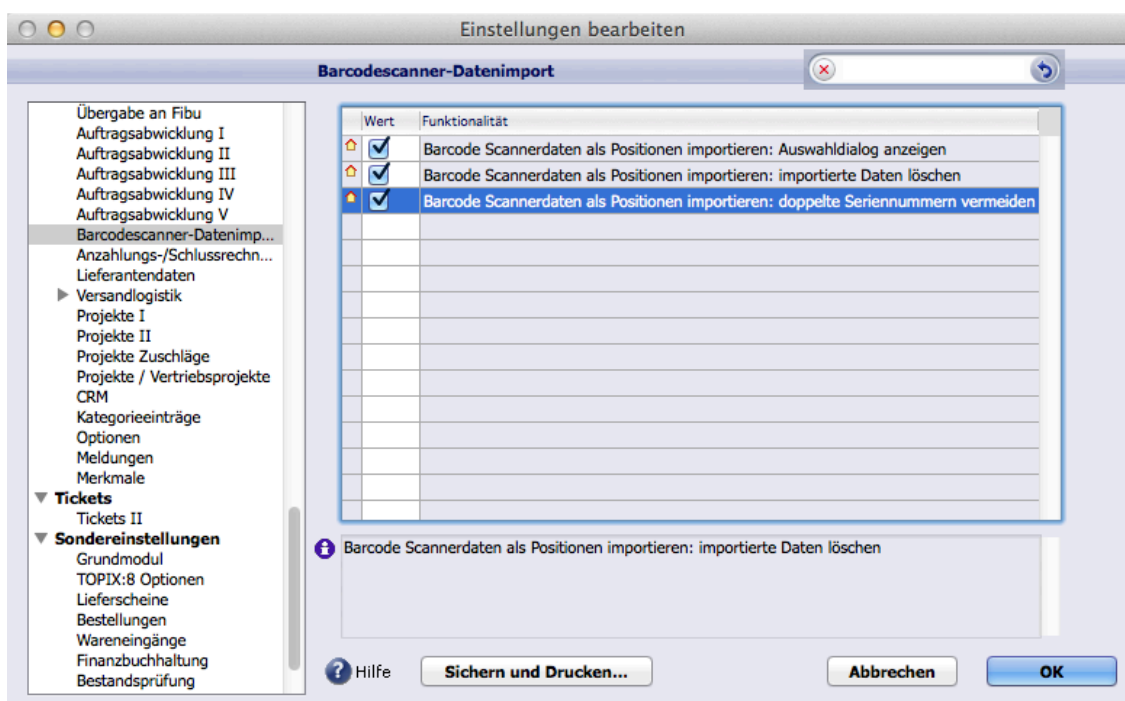 Einstellungen bearbeiten
Barcodescanner-Datenimport
Übergabe an Fibu
Auftragsabwicklung I
Auftragsabwicklung II
Auftragsabwicklung III
Auftragsabwicklung IV
Auftragsabwicklung V
Barcodescanner-Datenimp...
Anzahlungs-/Schlussrechn...
Lieferantendaten
Versandlogistik
Projekte I
Projekte II
Projekte Zuschläge
Projekte / Vertriebsprojekte
CRM
Kategorieeinträge
Optionen
Meldungen
Merkmale
Tickets
Tickets II
Sondereinstellungen
Grundmodul
TOPIX:8 Optionen
Lieferscheine
Bestellungen
Wareneingänge
Finanzbuchhaltung
Bestandsprüfung
Wert Funktionalität
Barcode Scannerdaten als Positionen importieren: Auswahldialog anzeigen
Barcode Scannerdaten als Positionen importieren: importierte Daten löschen
Barcode Scannerdaten als Positionen importieren: doppelte Seriennummern vermeiden
Barcode Scannerdaten als Positionen importieren: importierte Daten löschen
? Hilfe Sichern und Drucken... Abbrechen OK